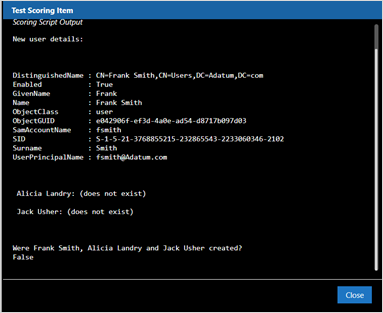 Test Scoring Item
Scoring Script Output
New user details:
DistinguishedName : CN=Frank Smith,CN=Users,DC=Adatum,DC=com
Enabled : True
GivenName : Frank
Name : Frank Smith
ObjectClass : user
ObjectGUID : e042906f-ef3d-4a0e-ad54-d8717b097d03
SamAccountName : fsmith
SID : S-1-5-21-3768855215-232865543-2233060346-2102
Surname : Smith
UserPrincipalName : fsmith@Adatum.com
Alicia Landry: (does not exist)
Jack Usher: (does not exist)
Were Frank Smith, Alicia Landry and Jack Usher created?
False
Close